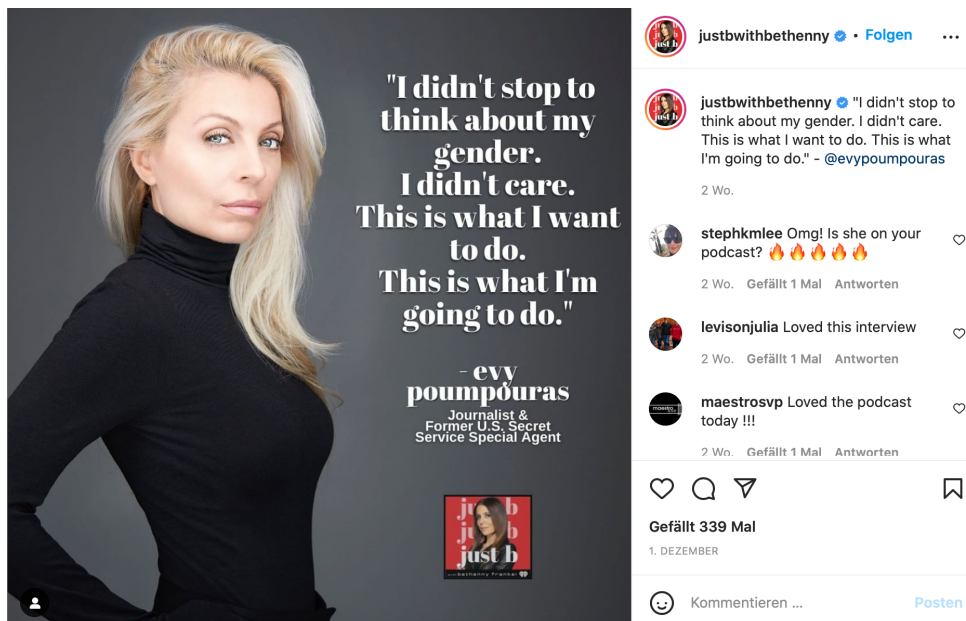 "I didn't stop to
think about my
gender.
I didn't care.
This is what I want
to do.
This is what I'm
going to do."
- evy
poumpouras
Journalist &
Former U.S. Secret
Service Special Agent
just b
just b
just b
with bethenny frankel
justbwithbethenny • Folgen
justbwithbethenny "I didn't stop to
think about my gender. I didn't care.
This is what I want to do. This is what
I'm going to do." - @evypoumpouras
2 Wo.
stephkmlee Omg! Is she on your
podcast? 🔥🔥🔥🔥🔥
2 Wo. Gefällt 1 Mal Antworten
levisonjulia Loved this interview
2 Wo. Gefällt 1 Mal Antworten
maestrosvp Loved the podcast
today !!!
2 Wo. Gefällt 1 Mal Antworten
Gefällt 339 Mal
1. DEZEMBER
Kommentieren ...
Posten